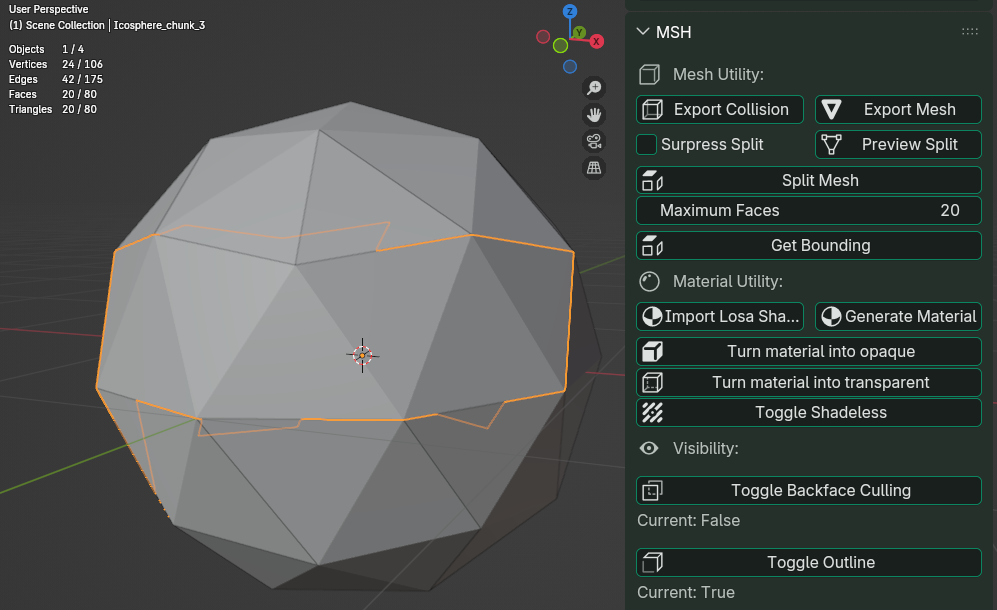 User Perspective
(1) Scene Collection | Icosphere_chunk_3
Objects 1 / 4
Vertices 24 / 106
Edges 42 / 175
Faces 20 / 80
Triangles 20 / 80
Z
Y
X
MSH
Mesh Utility:
Export Collision Export Mesh
Surpress Split Preview Split
Split Mesh
Maximum Faces 20
Get Bounding
Material Utility:
Import Losa Sha... Generate Material
Turn material into opaque
Turn material into transparent
Toggle Shadeless
Visibility:
Toggle Backface Culling
Current: False
Toggle Outline
Current: True